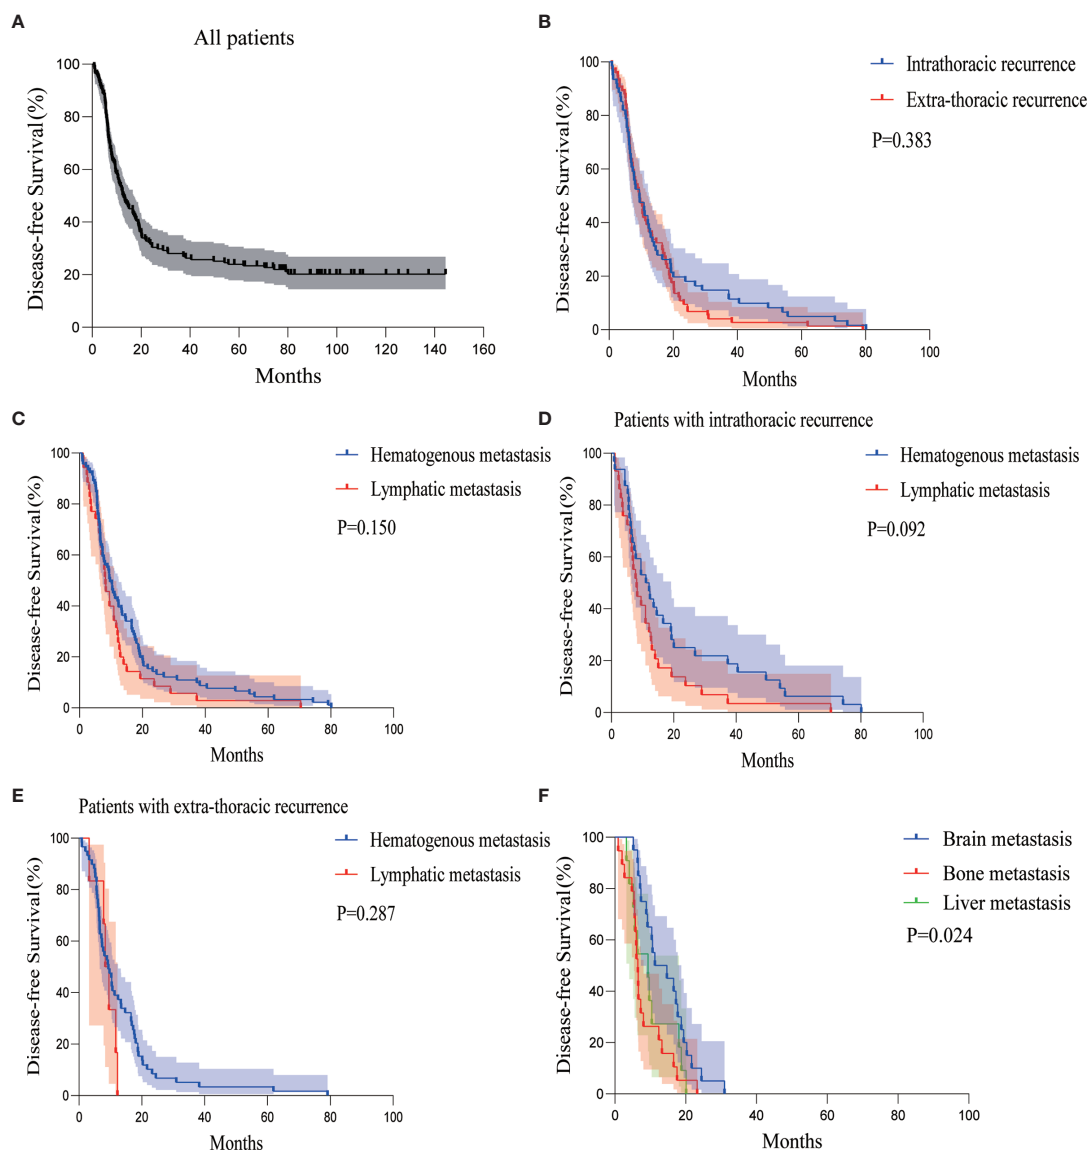 A
All patients
Disease-free Survival(%)
100
80
60
40
20
0
0 20 40 60 80 100 120 140 160
Months
B
Intrathoracic recurrence
Extra-thoracic recurrence
P=0.383
Disease-free Survival(%)
100
80
60
40
20
0
0 20 40 60 80 100
Months
C
Hematogenous metastasis
Lymphatic metastasis
P=0.150
Disease-free Survival(%)
100
80
60
40
20
0
0 20 40 60 80 100
Months
D
Patients with intrathoracic recurrence
Hematogenous metastasis
Lymphatic metastasis
P=0.092
Disease-free Survival(%)
100
80
60
40
20
0
0 20 40 60 80 100
Months
E
Patients with extra-thoracic recurrence
Hematogenous metastasis
Lymphatic metastasis
P=0.287
Disease-free Survival(%)
100
80
60
40
20
0
0 20 40 60 80 100
Months
F
Brain metastasis
Bone metastasis
Liver metastasis
P=0.024
Disease-free Survival(%)
100
80
60
40
20
0
0 20 40 60 80 100
Months